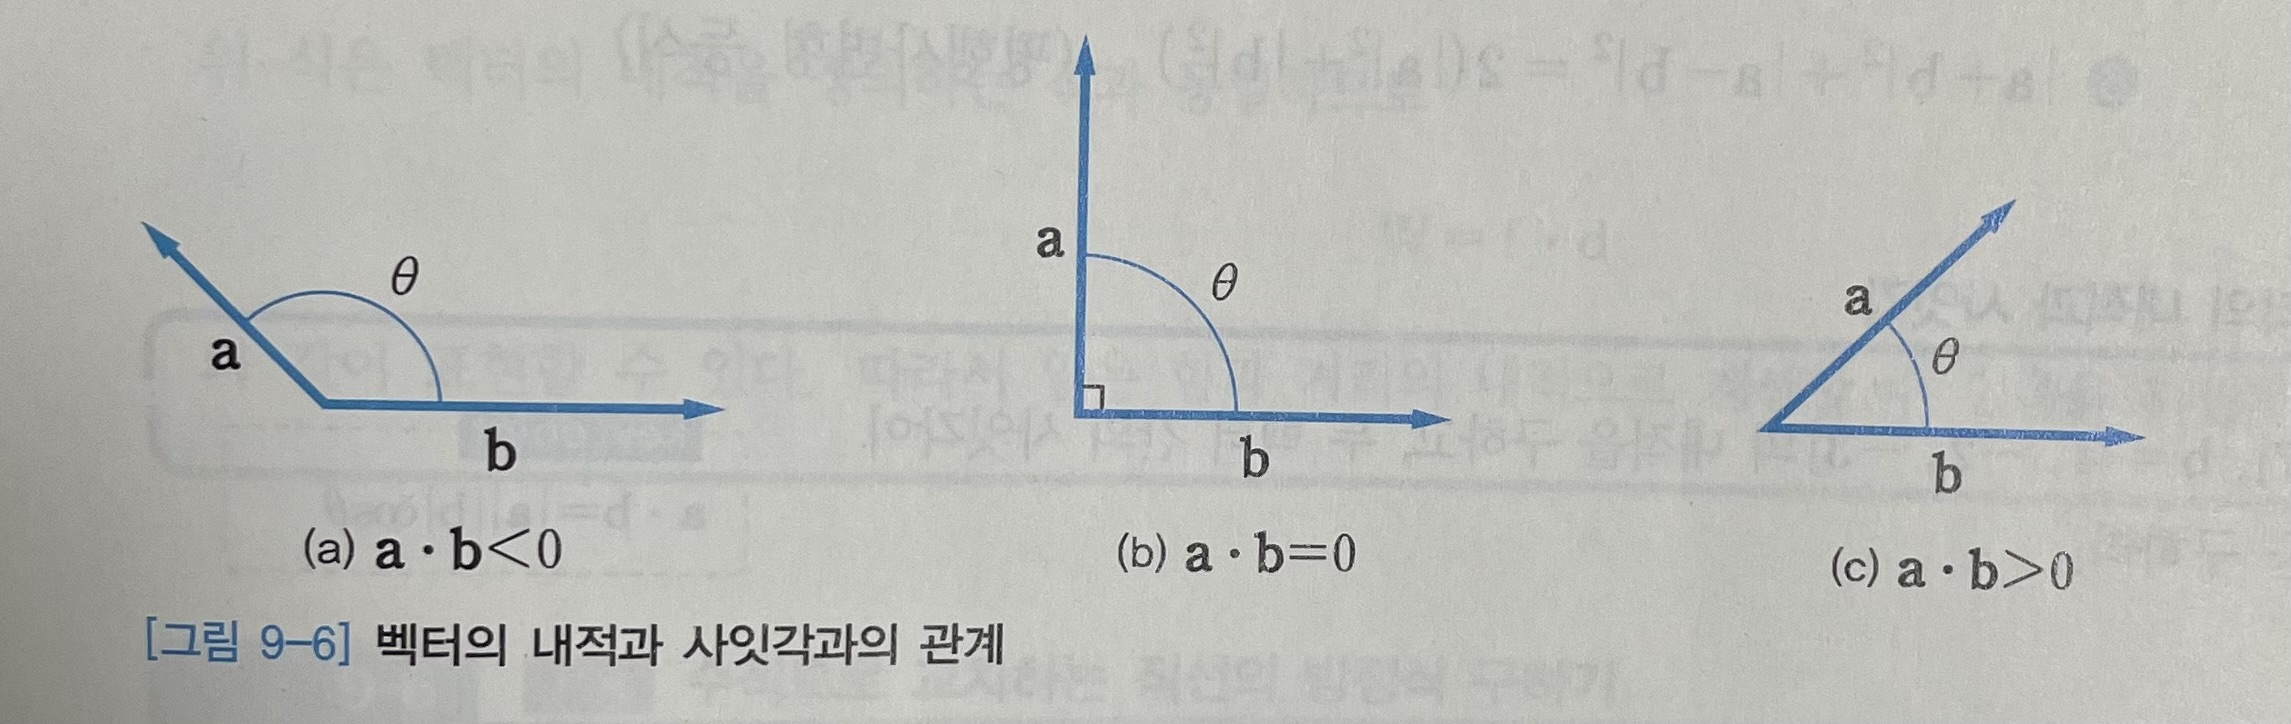 θ
a
b
(a) a · b<0
a
θ
b
(b) a · b=0
a
θ
b
(c) a · b>0
[그림 9-6] 벡터의 내적과 사잇각과의 관계